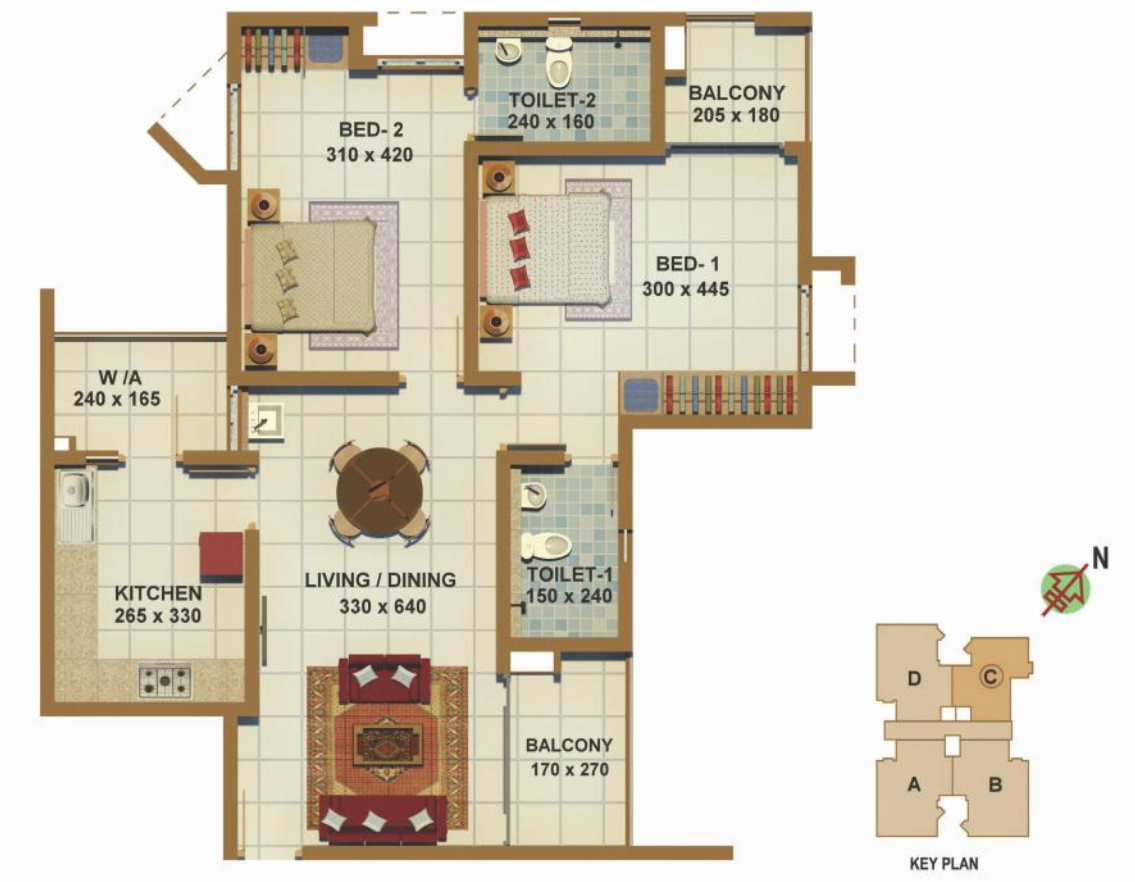 TOILET-2
240 x 160
BALCONY
205 x 180
BED- 2
310 x 420
BED- 1
300 x 445
W /A
240 x 165
KITCHEN
265 x 330
LIVING / DINING
330 x 640
TOILET-1
150 x 240
BALCONY
170 x 270
N
D
C
A
B
KEY PLAN